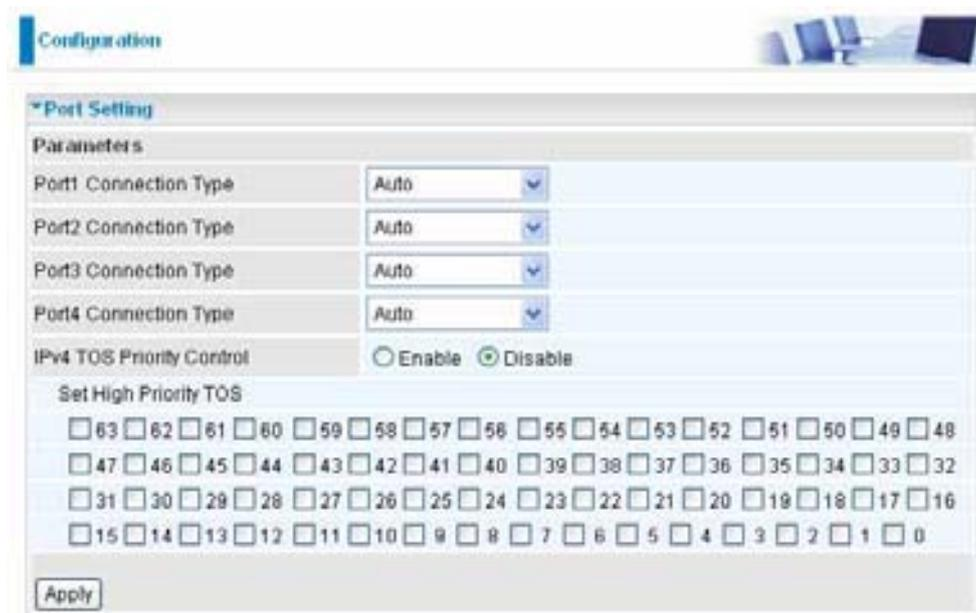 Configuration
Port Setting
Parameters
Port1 Connection Type Auto
Port2 Connection Type Auto
Port3 Connection Type Auto
Port4 Connection Type Auto
IPv4 TOS Priority Control Enable Disable
Set High Priority TOS
63 62 61 60 59 58 57 56 55 54 53 52 51 50 49 48
47 46 45 44 43 42 41 40 39 38 37 36 35 34 33 32
31 30 29 28 27 26 25 24 23 22 21 20 19 18 17 16
15 14 13 12 11 10 9 8 7 6 5 4 3 2 1 0
Apply